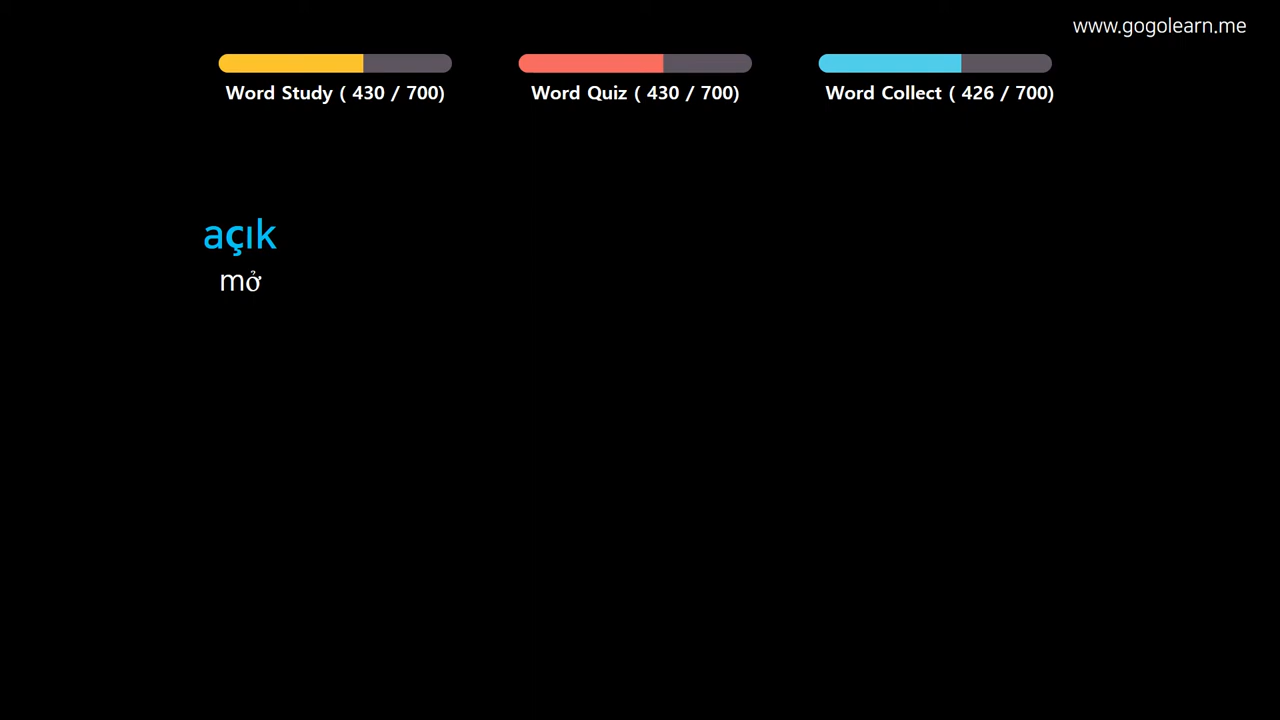 www.gogolearn.me
Word Study ( 430 / 700)
Word Quiz ( 430 / 700)
Word Collect ( 426 / 700)
açık
mở